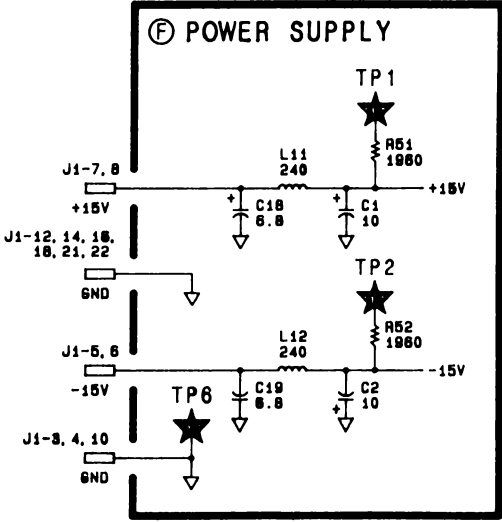 Ⓕ POWER SUPPLY
TP1
R51
1960
L11
240
J1-7, 8
+15V
+
C18
6.8
+
C1
10
+15V
J1-12, 14, 16,
18, 21, 22
GND
TP2
R52
1960
L12
240
J1-5, 6
-15V
C19
6.8
+
C2
10
-15V
TP6
J1-3, 4, 10
GND